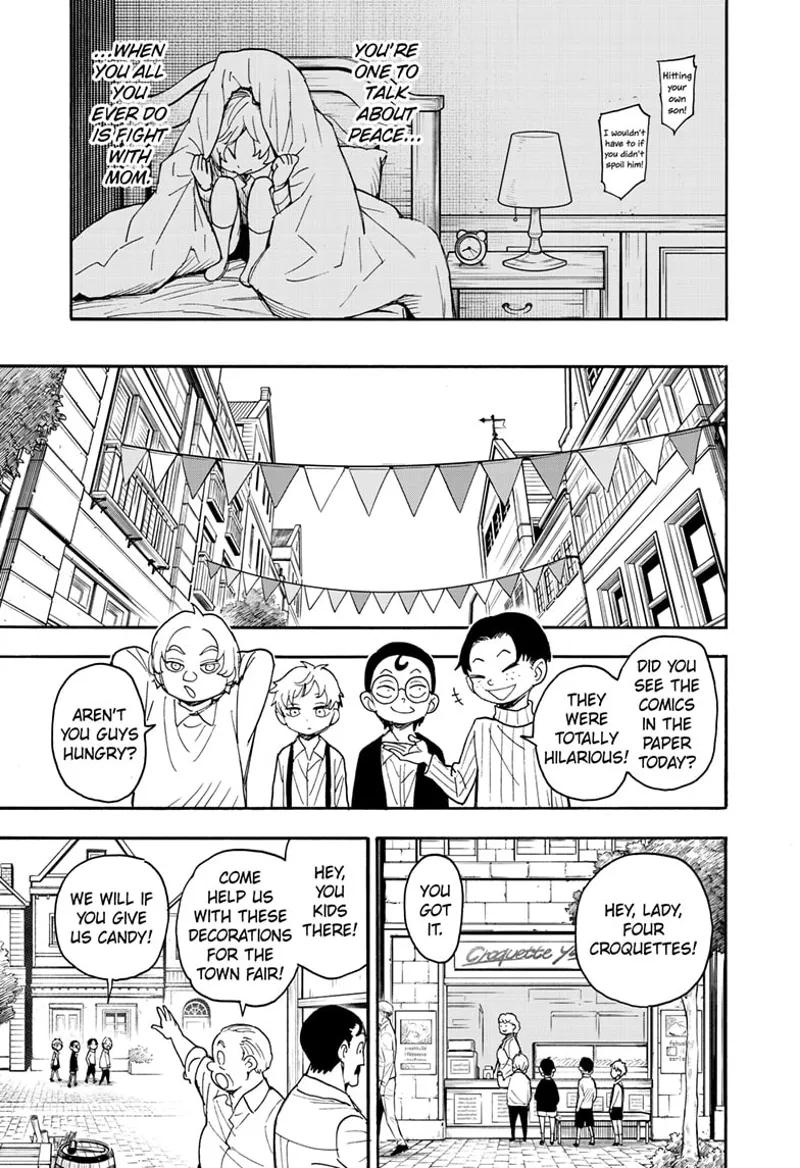 Hitting
your
own
son!
I wouldn't
have to if
you didn't
spoil him!
YOU'RE
ONE TO
TALK
ABOUT
PEACE...
...WHEN
YOU ALL
YOU
EVER DO
IS FIGHT
WITH
MOM.
DID YOU
SEE THE
COMICS
IN THE
PAPER
TODAY?
THEY
WERE
TOTALLY
HILARIOUS!
AREN'T
YOU GUYS
HUNGRY?
HEY, LADY,
FOUR
CROQUETTES!
YOU
GOT
IT.
Croquette
HEY,
YOU
KIDS
THERE!
COME
HELP US
WITH THESE
DECORATIONS
FOR THE
TOWN FAIR!
WE WILL IF
YOU GIVE
US CANDY!